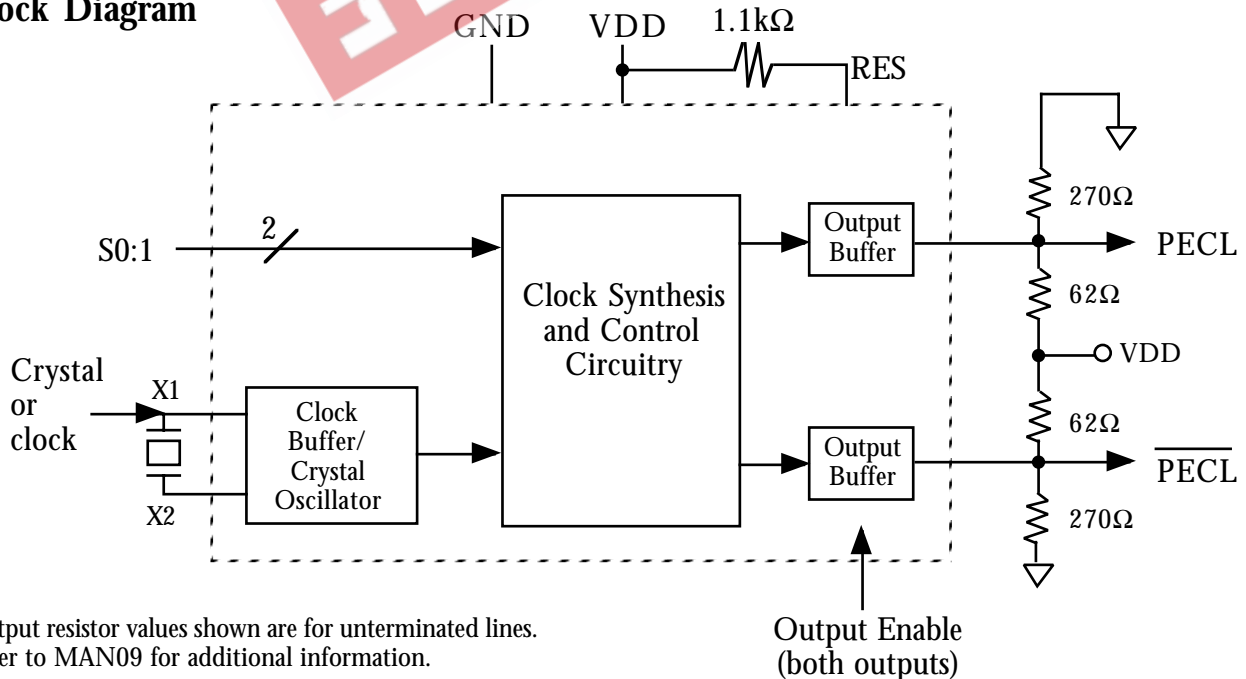 ock Diagram
GND
VDD
1.1kΩ
RES
S0:1
2
Clock Synthesis
and Control
Circuitry
Output
Buffer
270Ω
PECL
62Ω
VDD
62Ω
PECL
270Ω
Crystal
or
clock
X1
X2
Clock
Buffer/
Crystal
Oscillator
Output
Buffer
Output Enable
(both outputs)
tput resistor values shown are for unterminated lines.
er to MAN09 for additional information.